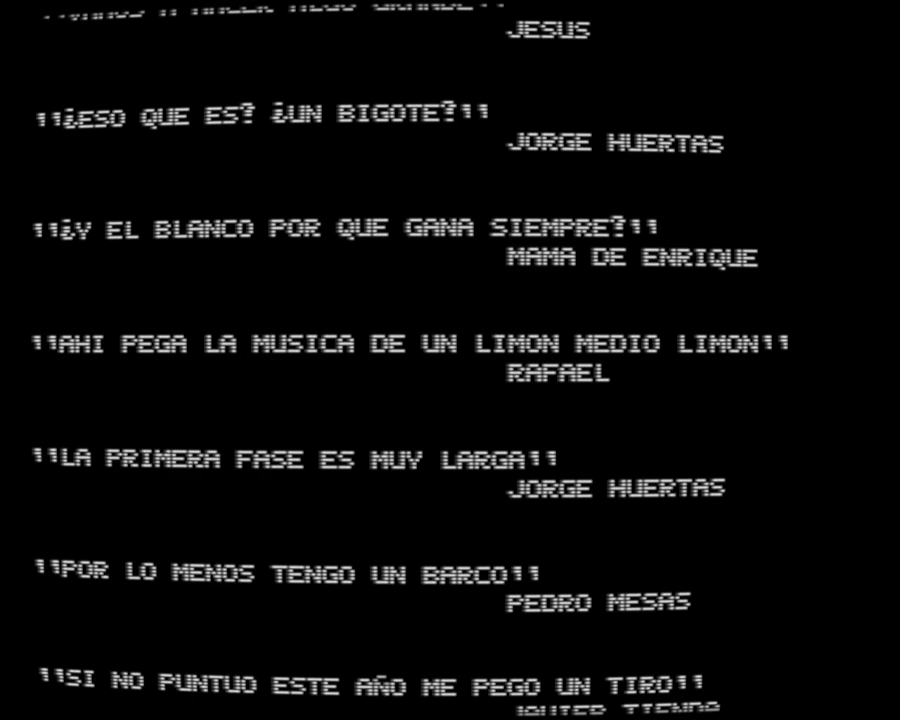 JESUS
"¿ESO QUE ES? ¿UN BIGOTE?"
JORGE HUERTAS
"¿Y EL BLANCO POR QUE GANA SIEMPRE?"
MAMA DE ENRIQUE
"AHI PEGA LA MUSICA DE UN LIMON MEDIO LIMON"
RAFAEL
"LA PRIMERA FASE ES MUY LARGA"
JORGE HUERTAS
"POR LO MENOS TENGO UN BARCO"
PEDRO MESAS
"SI NO PUNTUO ESTE AÑO ME PEGO UN TIRO"